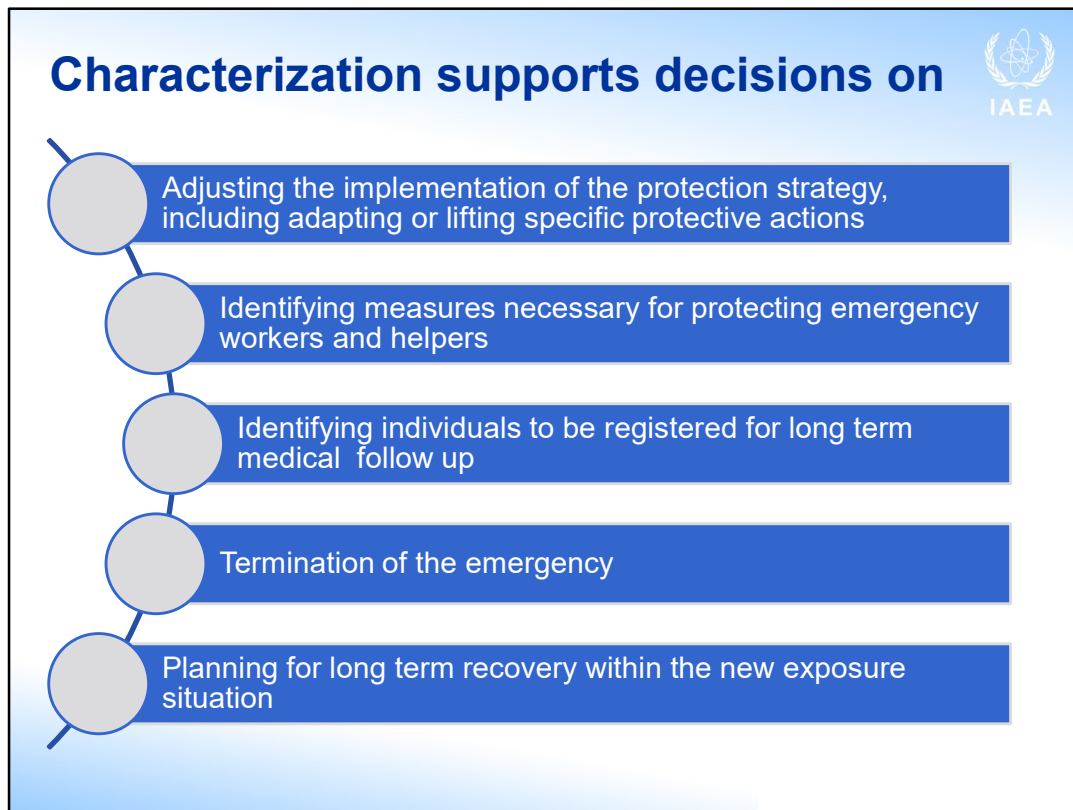 Characterization supports decisions on
IAEA
Adjusting the implementation of the protection strategy,
including adapting or lifting specific protective actions
Identifying measures necessary for protecting emergency
workers and helpers
Identifying individuals to be registered for long term
medical  follow up
Termination of the emergency
Planning for long term recovery within the new exposure
situation